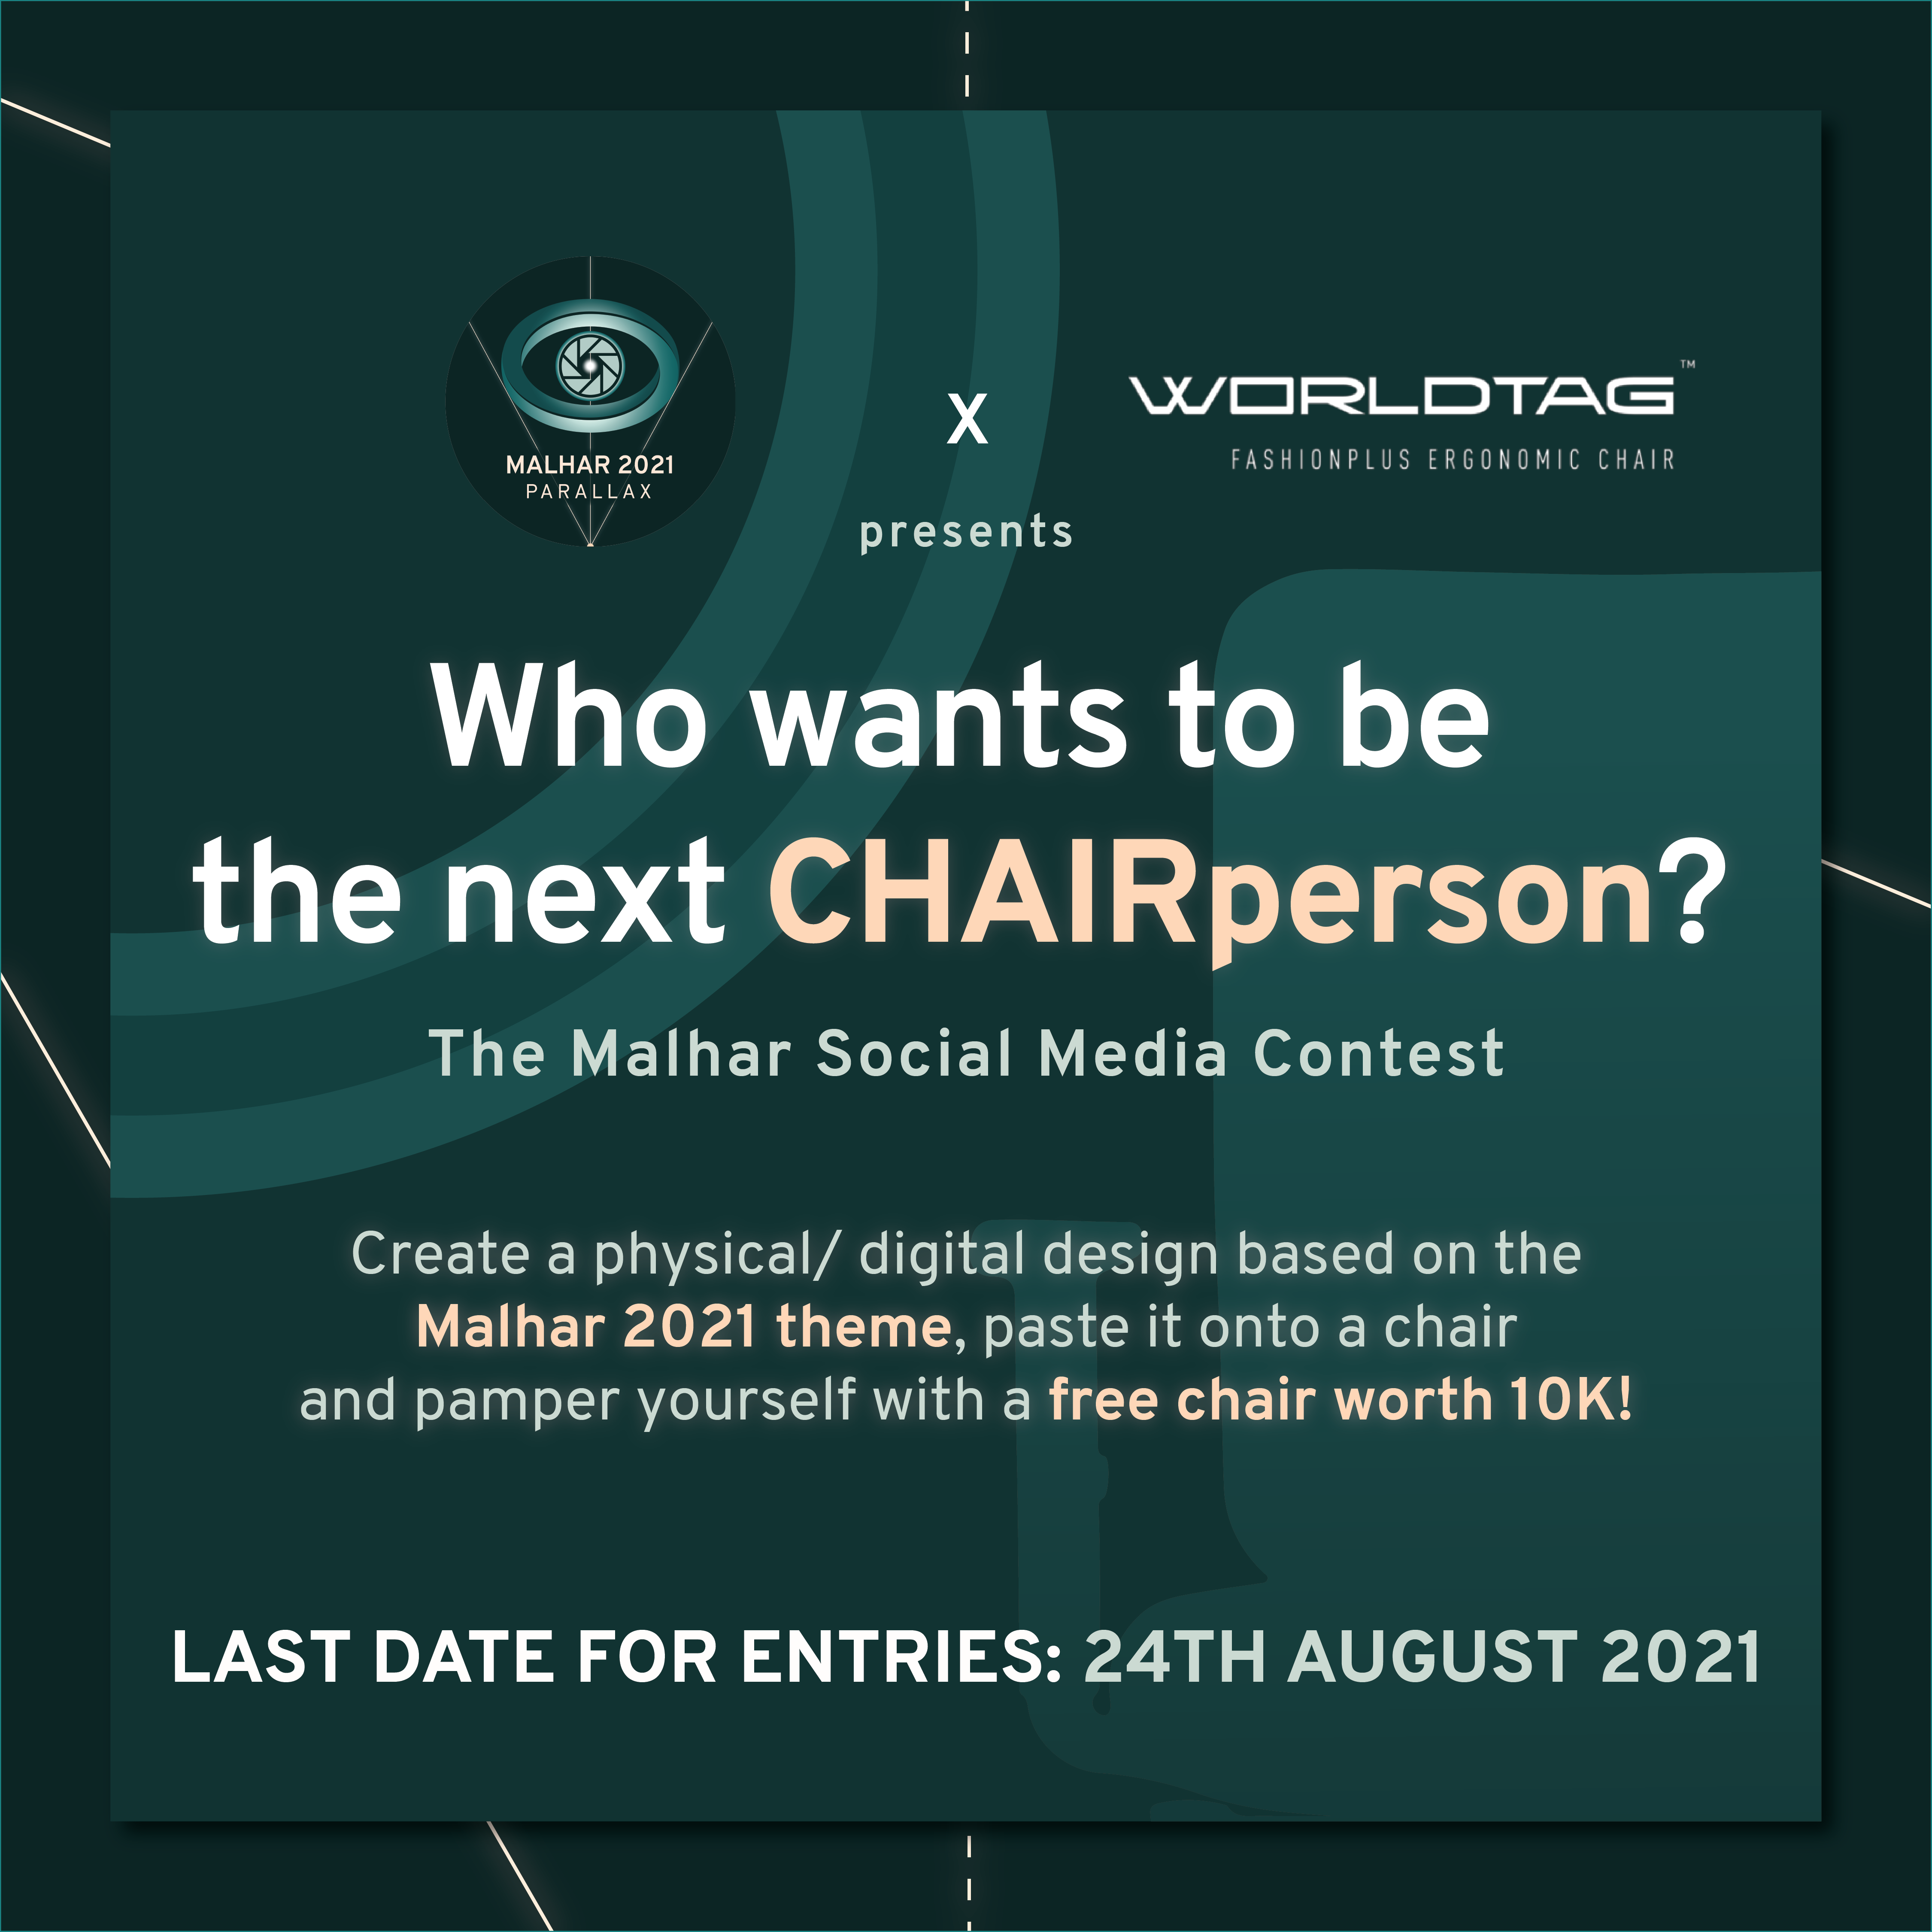 MALHAR 2021
PARALLAX
X
WORLDTAG™
FASHIONPLUS ERGONOMIC CHAIR
presents
Who wants to be
the next CHAIRperson?
The Malhar Social Media Contest
Create a physical/ digital design based on the
Malhar 2021 theme, paste it onto a chair
and pamper yourself with a free chair worth 10K!
LAST DATE FOR ENTRIES: 24TH AUGUST 2021